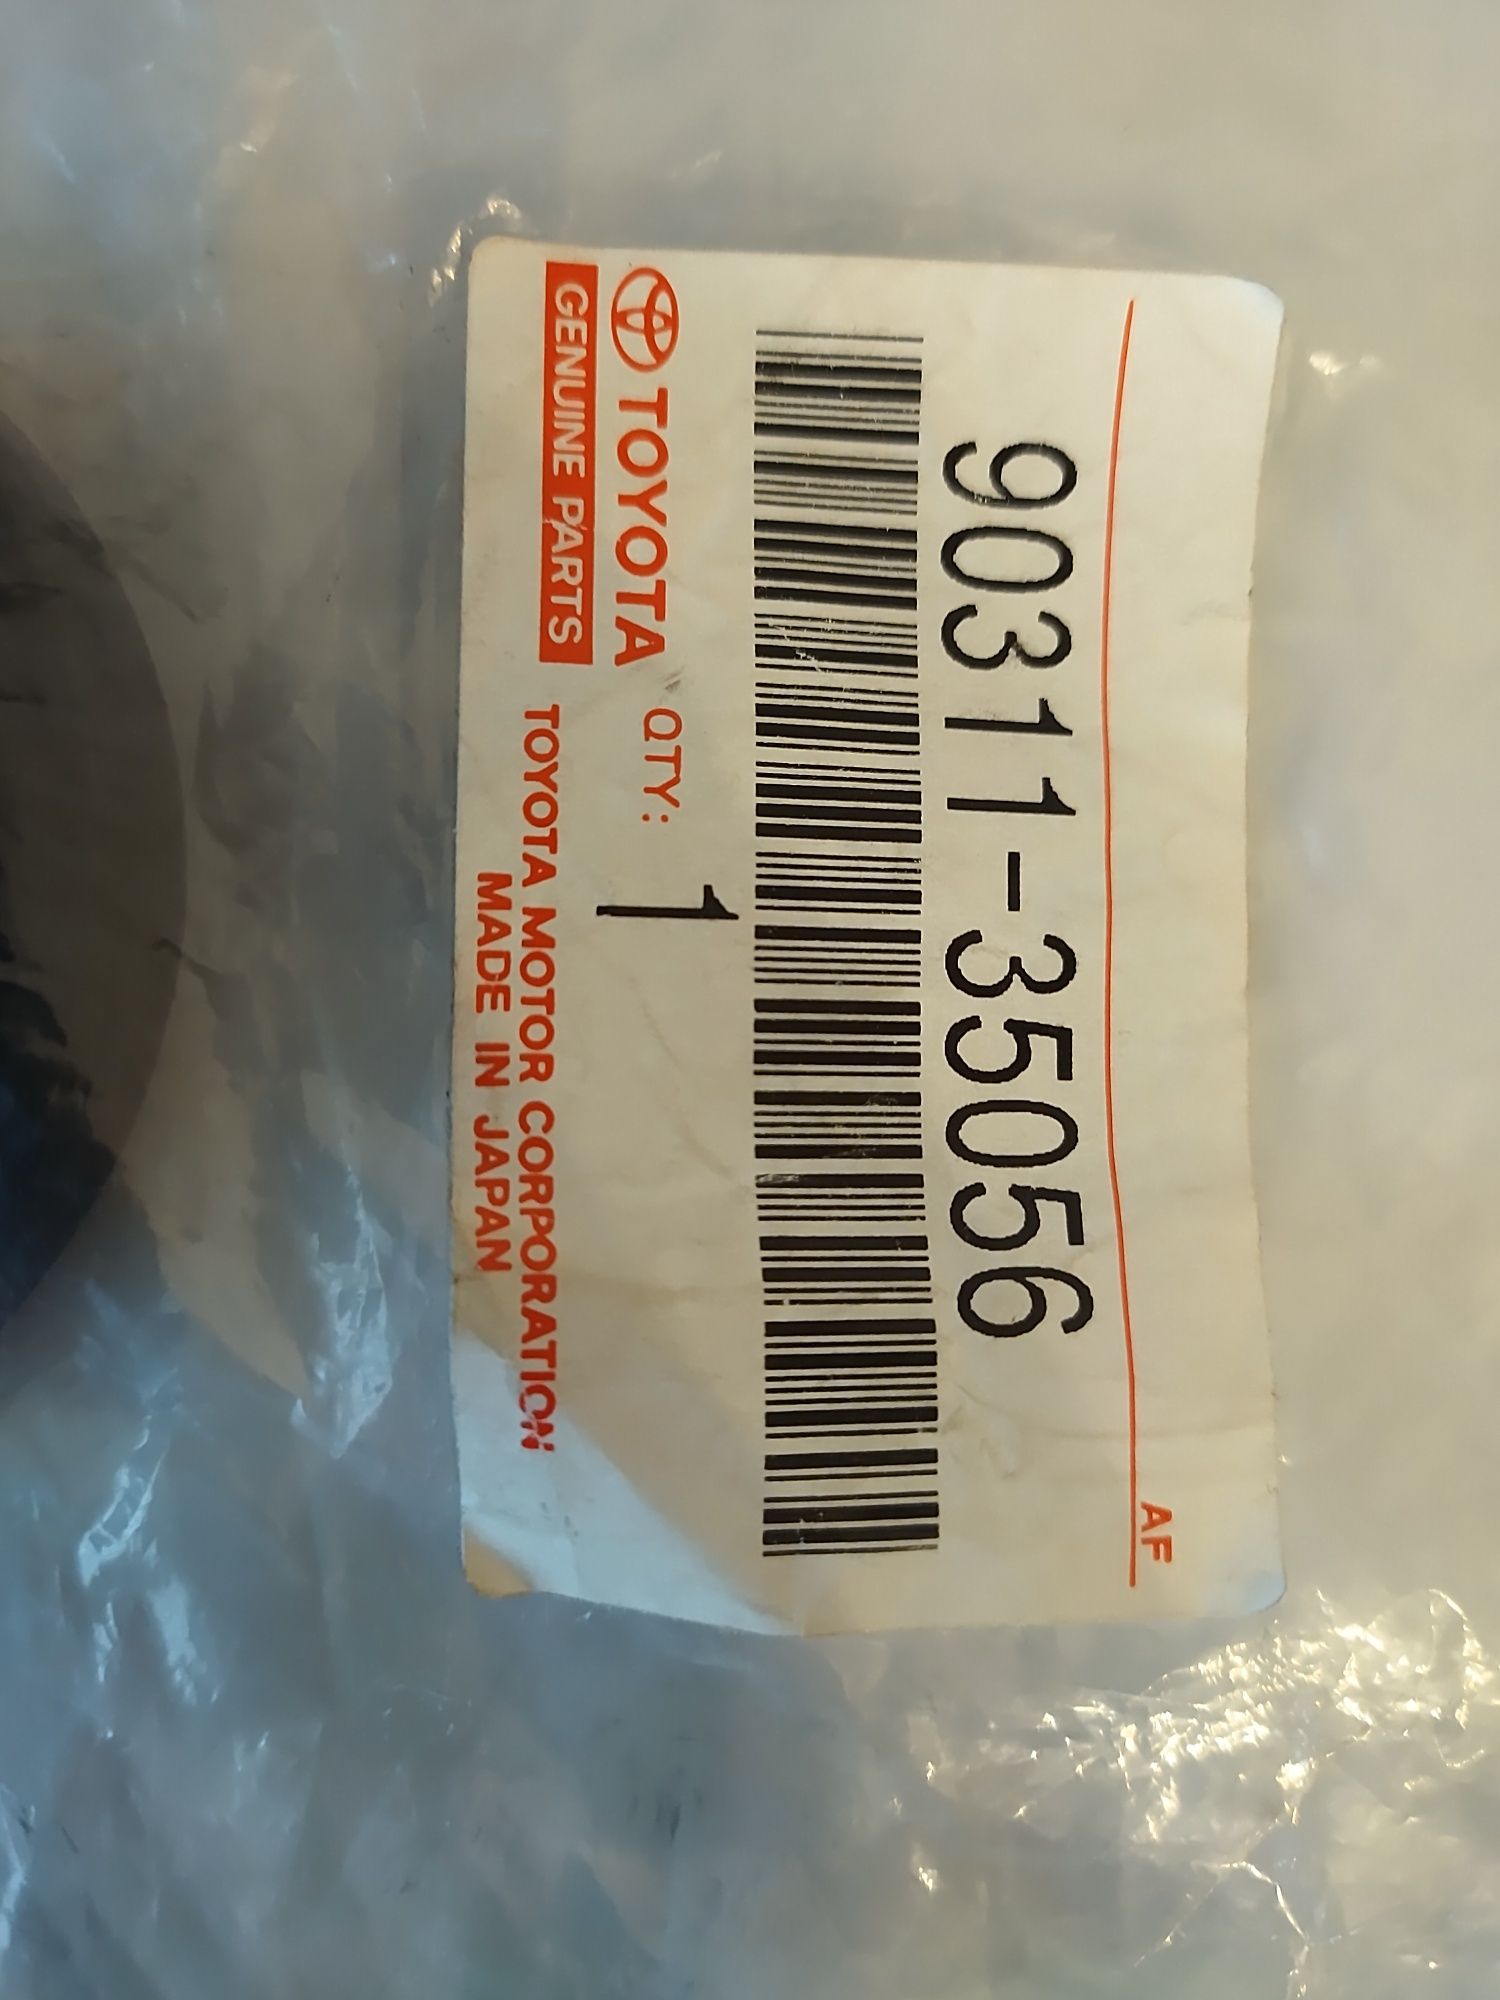 AF
90311-35056
TOYOTA QTY: 1
GENUINE PARTS
TOYOTA MOTOR CORPORATION
MADE IN JAPAN